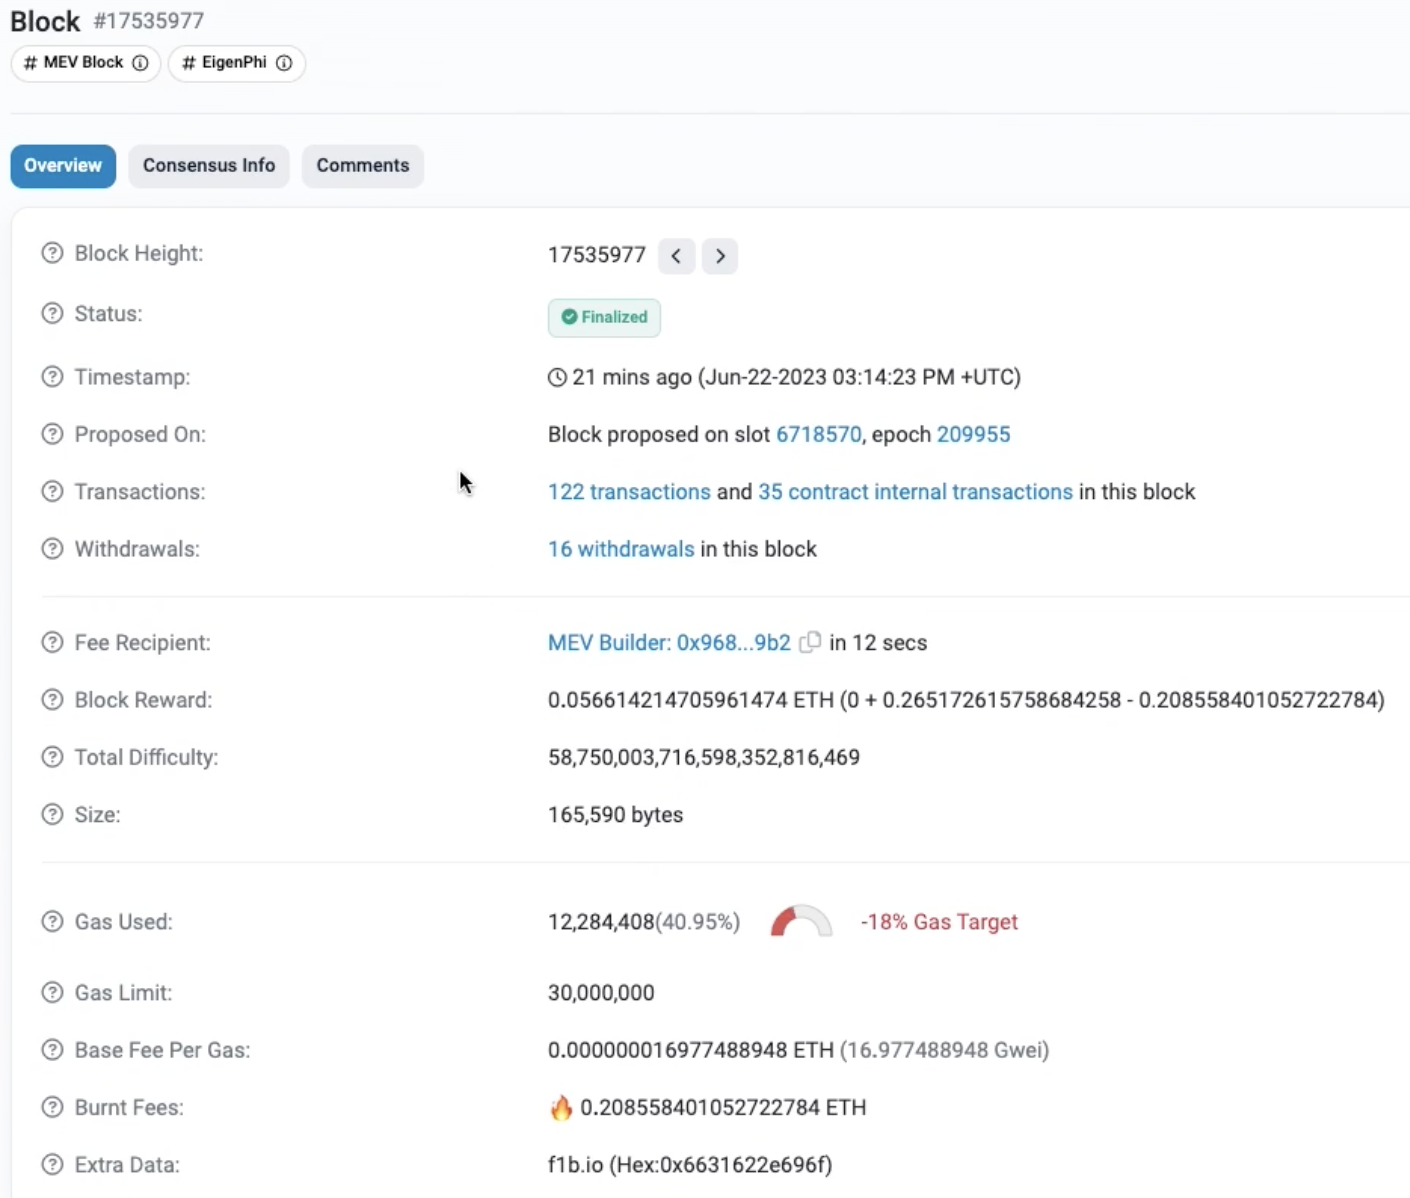 Block #17535977
# MEV Block # EigenPhi
Overview Consensus Info Comments
Block Height: 17535977
Status: Finalized
Timestamp: 21 mins ago (Jun-22-2023 03:14:23 PM +UTC)
Proposed On: Block proposed on slot 6718570, epoch 209955
Transactions: 122 transactions and 35 contract internal transactions in this block
Withdrawals: 16 withdrawals in this block
Fee Recipient: MEV Builder: 0x968...9b2 in 12 secs
Block Reward: 0.056614214705961474 ETH (0 + 0.265172615758684258 - 0.208558401052722784)
Total Difficulty: 58,750,003,716,598,352,816,469
Size: 165,590 bytes
Gas Used: 12,284,408(40.95%) -18% Gas Target
Gas Limit: 30,000,000
Base Fee Per Gas: 0.000000016977488948 ETH (16.977488948 Gwei)
Burnt Fees: 🔥 0.208558401052722784 ETH
Extra Data: f1b.io (Hex:0x6631622e696f)